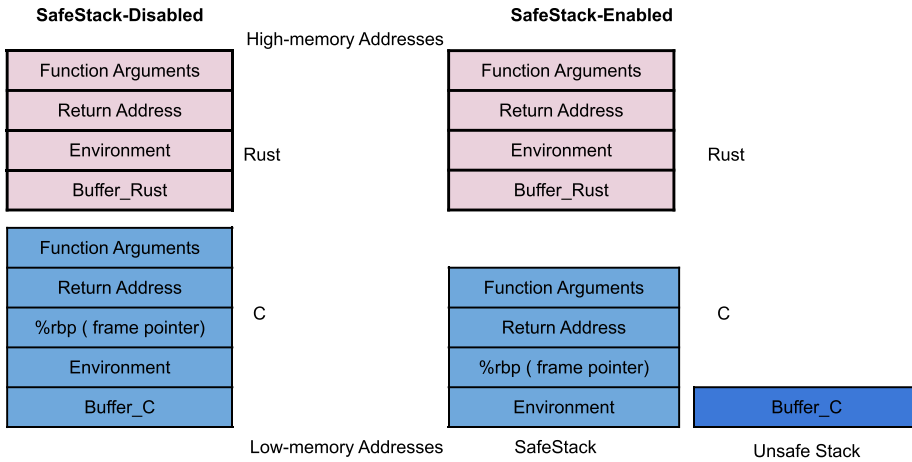 SafeStack-Disabled
SafeStack-Enabled
High-memory Addresses
Function Arguments
Return Address
Environment
Buffer_Rust
Rust
Function Arguments
Return Address
Environment
Buffer_Rust
Rust
Function Arguments
Return Address
%rbp ( frame pointer)
Environment
Buffer_C
C
Function Arguments
Return Address
%rbp ( frame pointer)
Environment
C
Buffer_C
Low-memory Addresses
SafeStack
Unsafe Stack